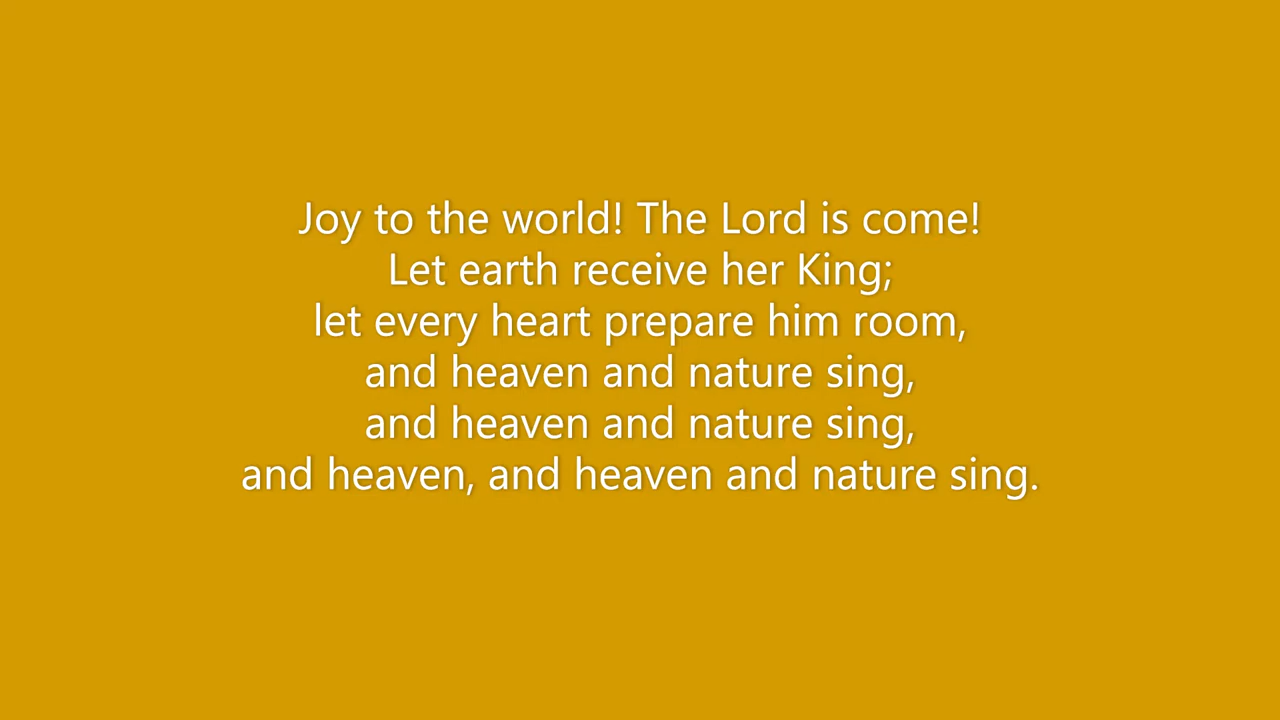 Joy to the world! The Lord is come!
Let earth receive her King;
let every heart prepare him room,
and heaven and nature sing,
and heaven and nature sing,
and heaven, and heaven and nature sing.